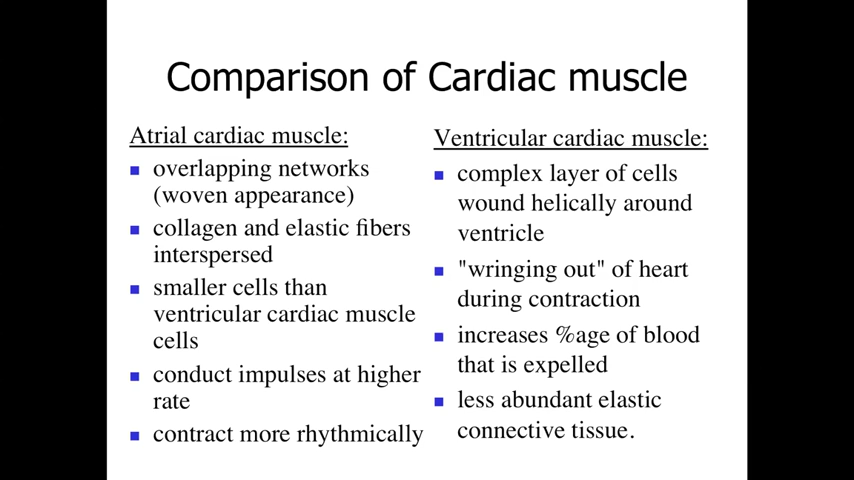 Comparison of Cardiac muscle
Atrial cardiac muscle:
overlapping networks
(woven appearance)
collagen and elastic fibers
interspersed
smaller cells than
ventricular cardiac muscle
cells
conduct impulses at higher
rate
contract more rhythmically
Ventricular cardiac muscle:
complex layer of cells
wound helically around
ventricle
"wringing out" of heart
during contraction
increases %age of blood
that is expelled
less abundant elastic
connective tissue.